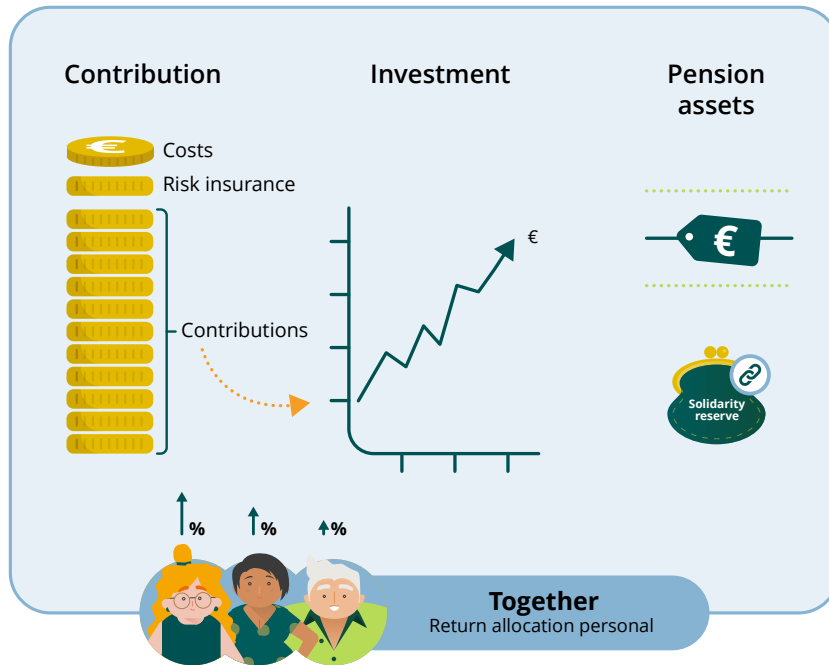 Contribution
Investment
Pension
assets
€
Costs
Risk insurance
€
€
Contributions
Solidarity
reserve
%
%
%
Together
Return allocation personal